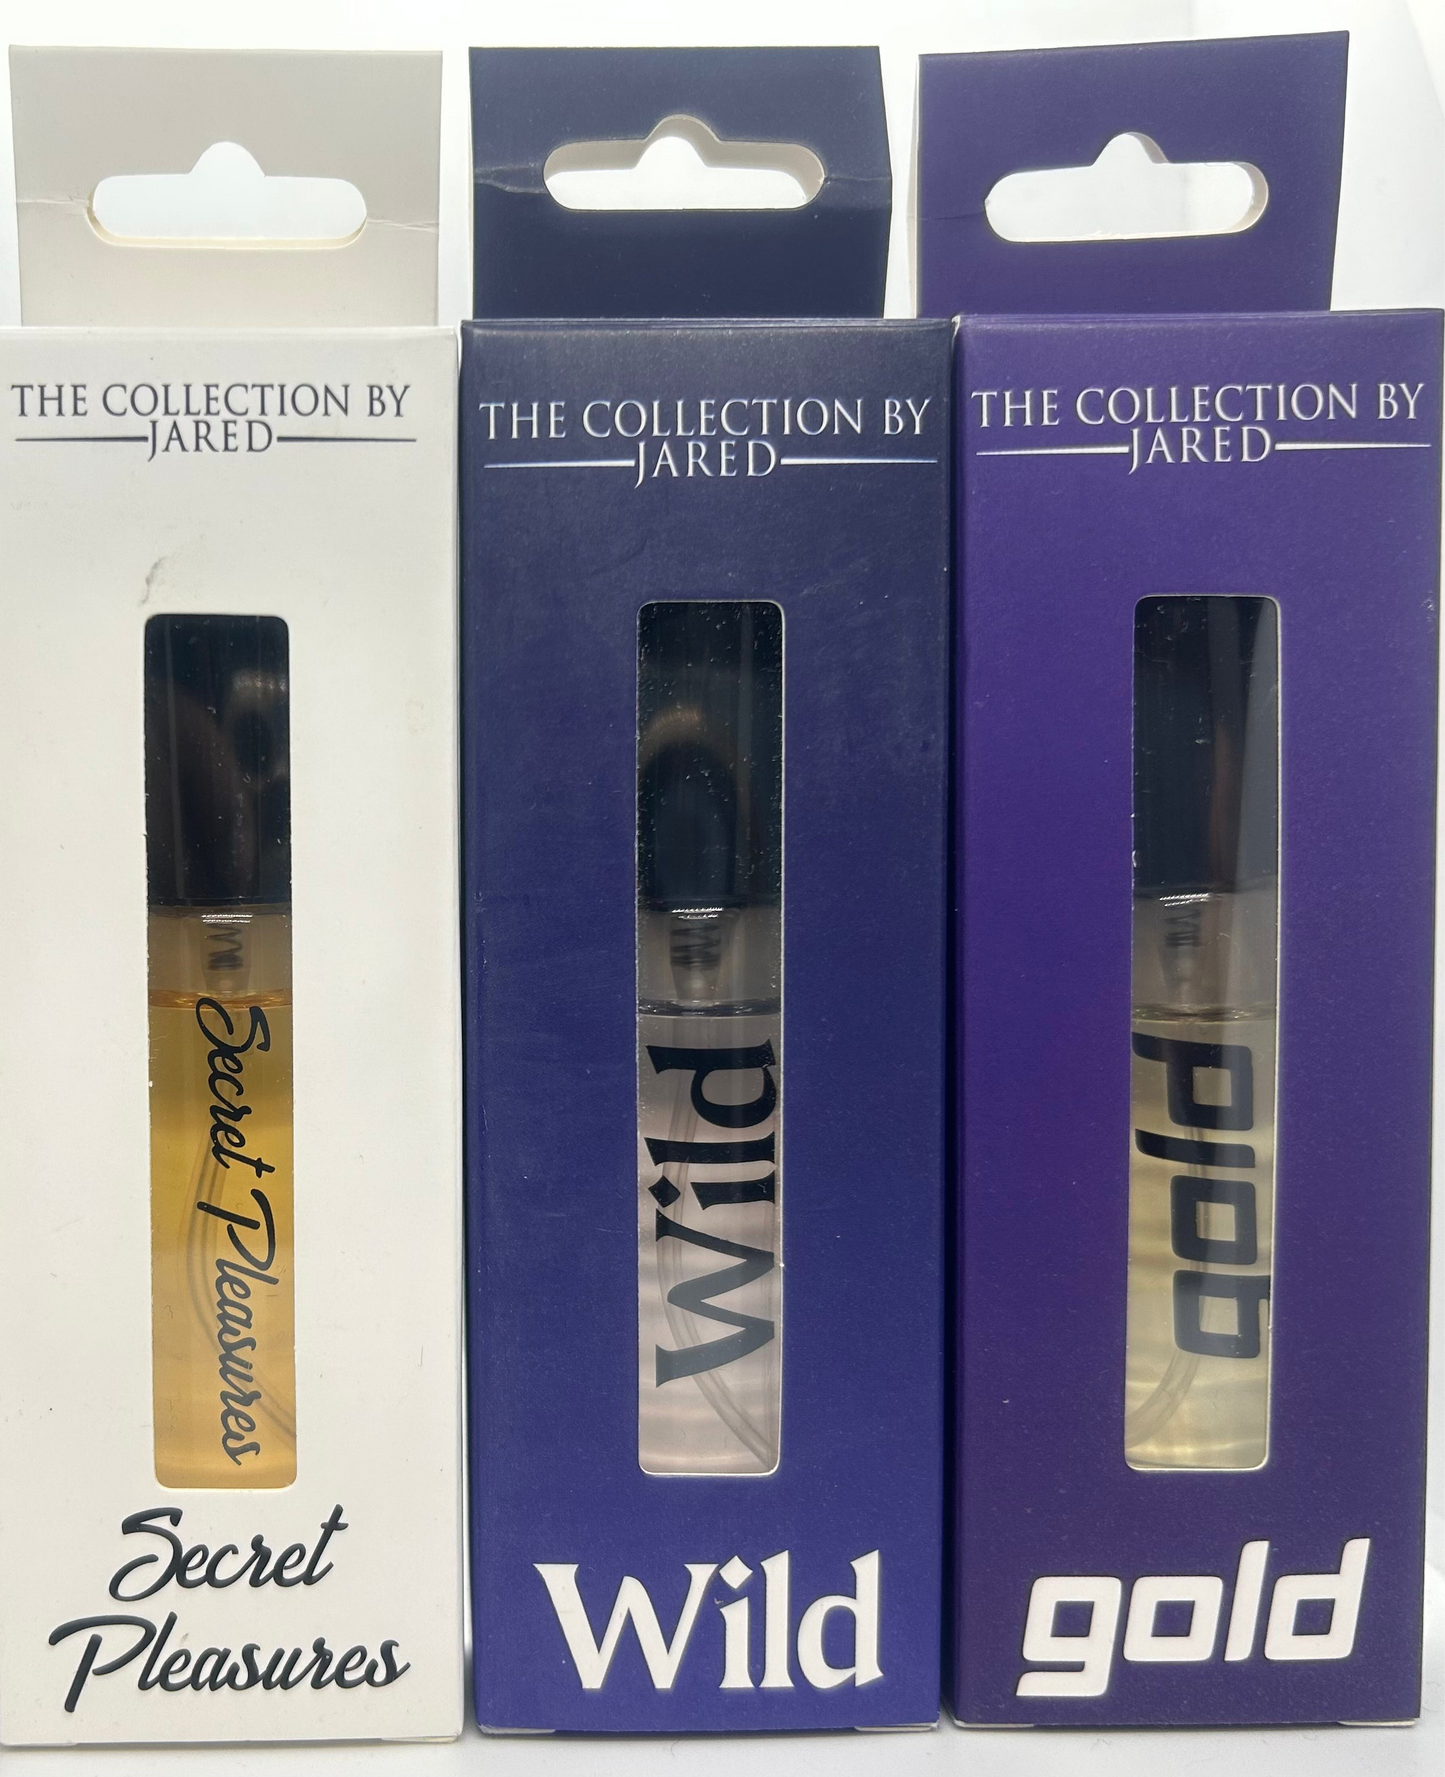 THE COLLECTION BY
JARED
Secret Pleasures
Secret
Pleasures
THE COLLECTION BY
JARED
Wild
Wild
THE COLLECTION BY
JARED
gold
gold